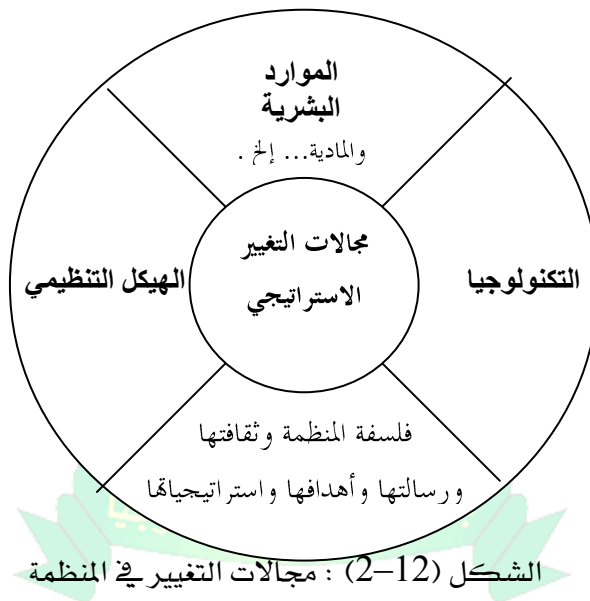 الموارد
البشرية
والمادية... إلخ .
مجالات التغيير
الاستراتيجي
التكنولوجيا
الهيكل التنظيمي
فلسفة المنظمة وثقافتها
ورسالتها وأهدافها واستراتيجياتها
الشكل (12–2) : مجالات التغيير في المنظمة